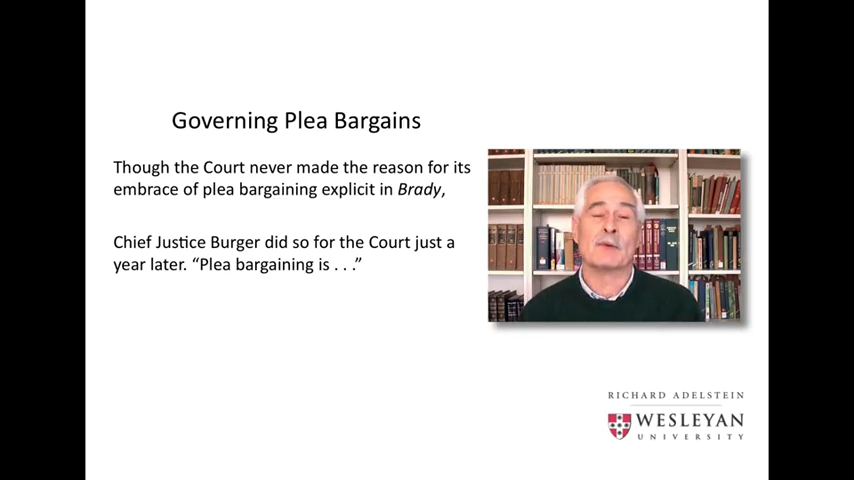 Governing Plea Bargains
Though the Court never made the reason for its
embrace of plea bargaining explicit in Brady,
Chief Justice Burger did so for the Court just a
year later. “Plea bargaining is . . .”
RICHARD ADELSTEIN
WESLEYAN
UNIVERSITY